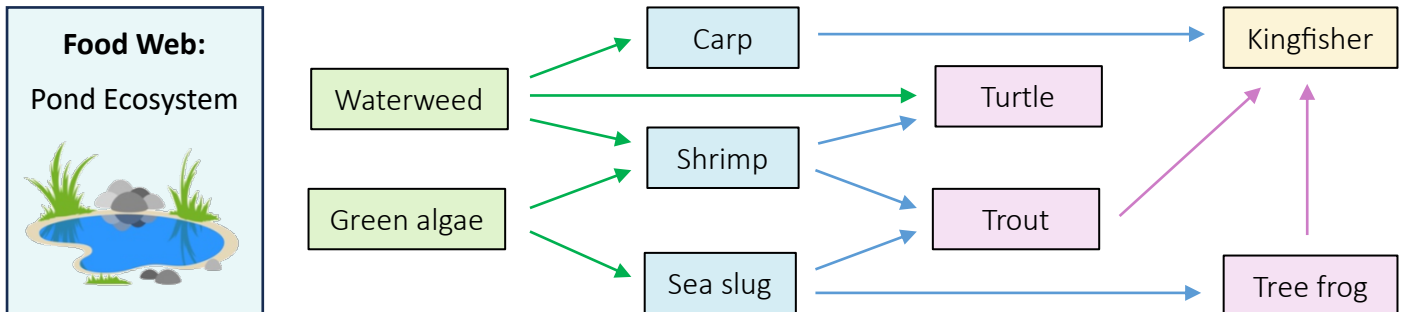 Food Web:
Pond Ecosystem
Waterweed
Green algae
Carp
Shrimp
Sea slug
Turtle
Trout
Kingfisher
Tree frog